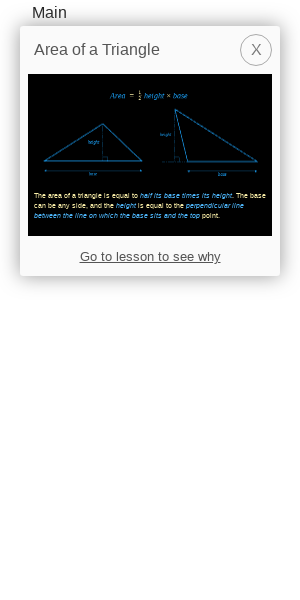 Main
Area of a Triangle
X
Area = 1/2 height × base
height
height
base
base
The area of a triangle is equal to half its base times its height. The base
can be any side, and the height is equal to the perpendicular line
between the line on which the base sits and the top point.
Go to lesson to see why